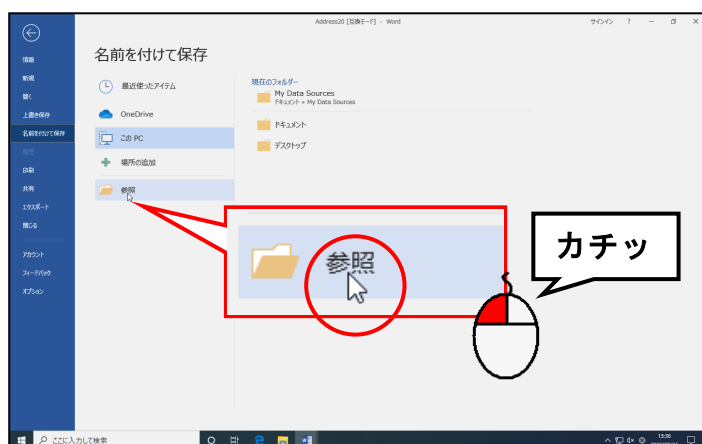 Address20 [互換モード] - Word
サインイン ? — X
情報
新規
開く
上書き保存
名前を付けて保存
履歴
印刷
共有
エクスポート
閉じる
アカウント
フィードバック
オプション
名前を付けて保存
最近使ったアイテム
OneDrive
この PC
場所の追加
参照
現在のフォルダー
My Data Sources
ドキュメント » My Data Sources
ドキュメント
デスクトップ
参照
カチッ
ここに入力して検索
13:36